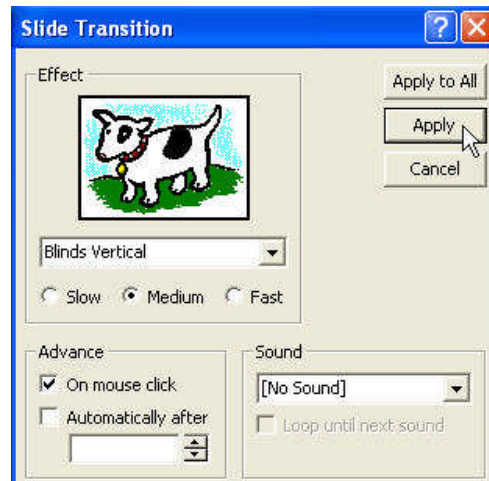 Slide Transition
Effect
Apply to All
Apply
Cancel
Blinds Vertical
Slow Medium Fast
Advance
On mouse click
Automatically after
Sound
[No Sound]
Loop until next sound